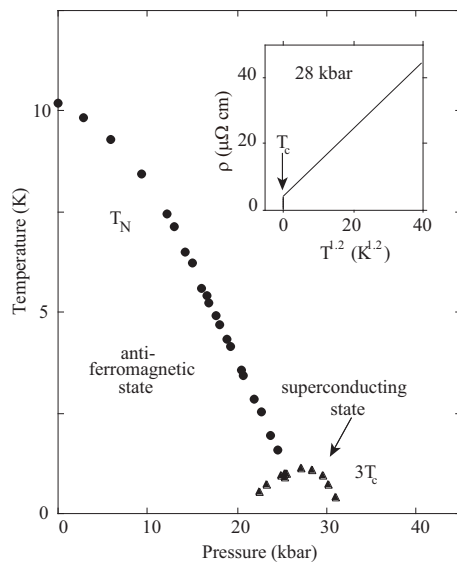 40
28 kbar
ρ (μΩ cm)
20
T_c
0
0 20 40
T^1.2 (K^1.2)
10
T_N
Temperature (K)
5
anti-
ferromagnetic
state
superconducting
state
3T_c
0
0 10 20 30 40
Pressure (kbar)